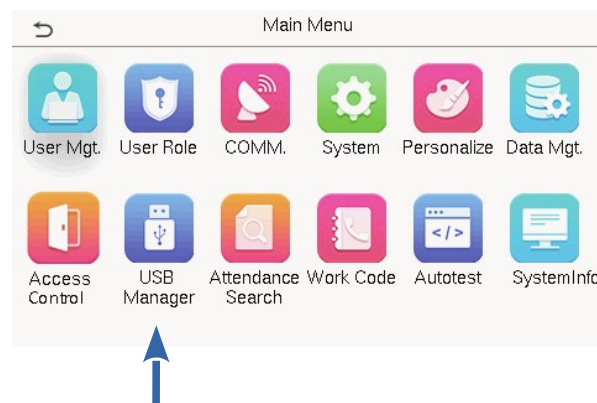 Main Menu
User Mgt. User Role COMM. System Personalize Data Mgt.
Access USB Attendance Work Code Autotest SystemInfo
Control Manager Search